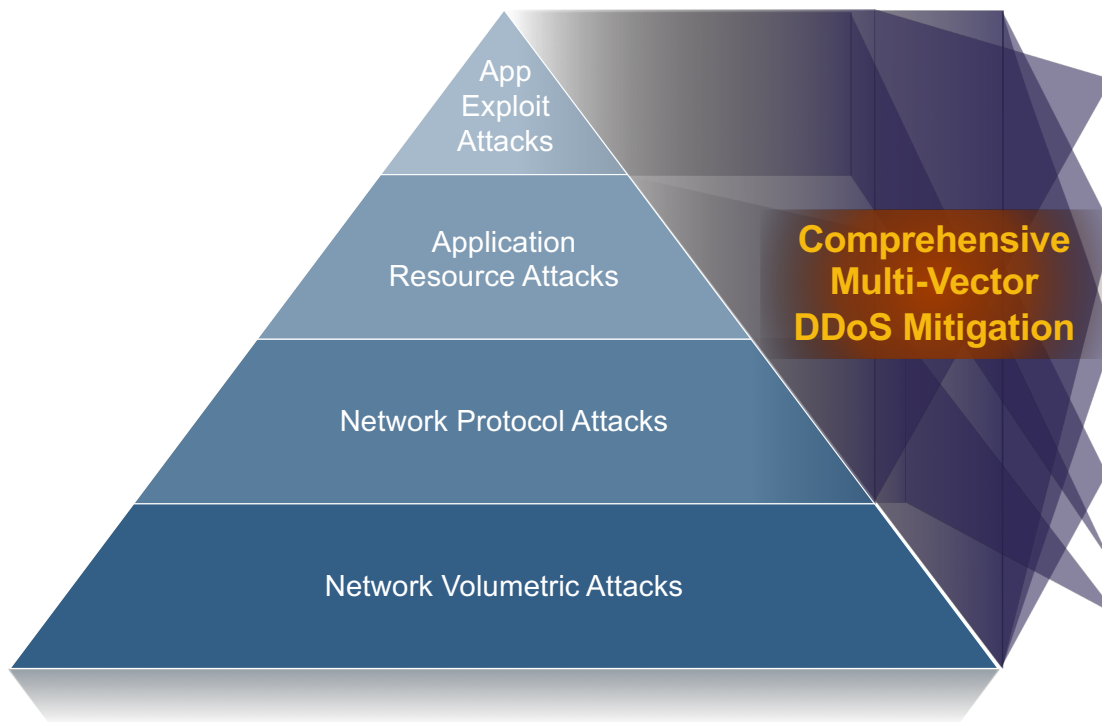 App
Exploit
Attacks
Application
Resource Attacks
Comprehensive
Multi-Vector
DDoS Mitigation
Network Protocol Attacks
Network Volumetric Attacks